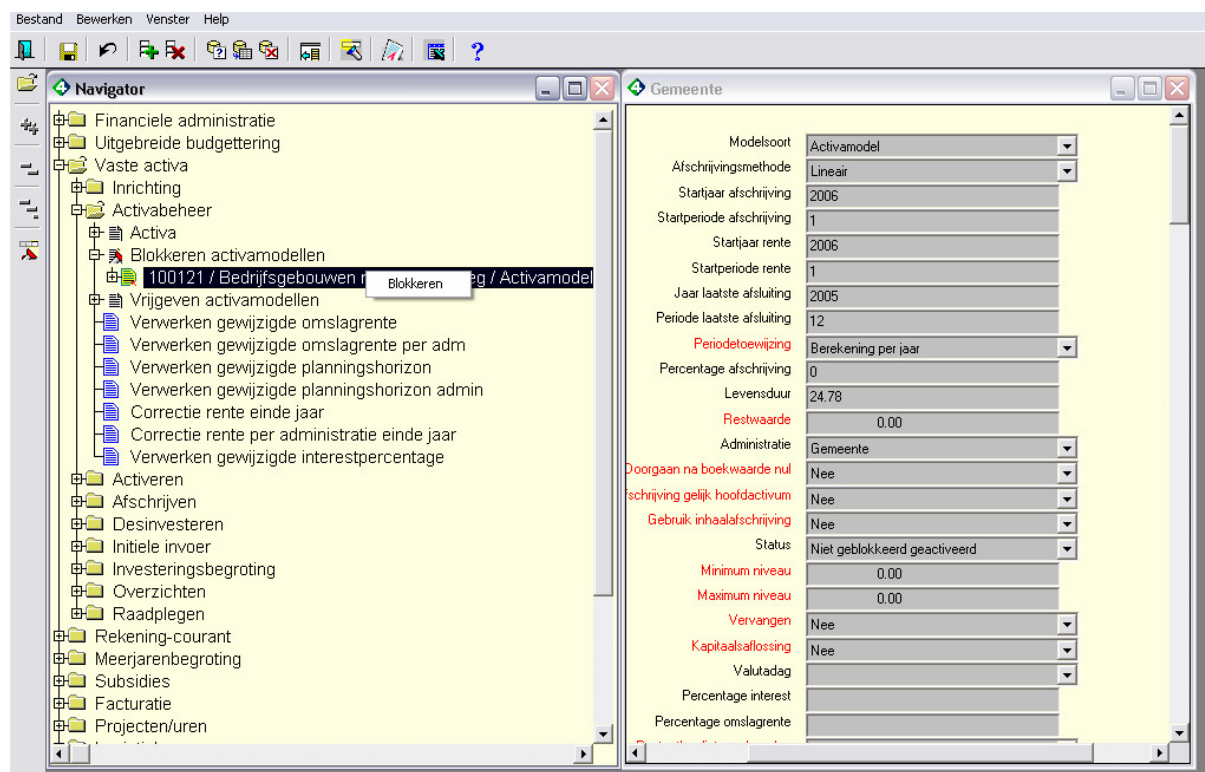 Bestand Bewerken Venster Help
Navigator
Financiele administratie
Uitgebreide budgettering
Vaste activa
Inrichting
Activabeheer
Activa
Blokkeren activamodellen
100121 / Bedrijfsgebouwen eg / Activamodel
Blokkeren
Vrijgeven activamodellen
Verwerken gewijzigde omslagrente
Verwerken gewijzigde omslagrente per adm
Verwerken gewijzigde planningshorizon
Verwerken gewijzigde planningshorizon admin
Correctie rente einde jaar
Correctie rente per administratie einde jaar
Verwerken gewijzigde interestpercentage
Activeren
Afschrijven
Desinvesteren
Initiele invoer
Investeringsbegroting
Overzichten
Raadplegen
Rekening-courant
Meerjarenbegroting
Subsidies
Facturatie
Projecten/uren
Gemeente
Modelsoort Activamodel
Afschrijvingsmethode Lineair
Startjaar afschrijving 2006
Startperiode afschrijving 1
Startjaar rente 2006
Startperiode rente 1
Jaar laatste afsluiting 2005
Periode laatste afsluiting 12
Periodetoewijzing Berekening per jaar
Percentage afschrijving 0
Levensduur 24.78
Restwaarde 0.00
Administratie Gemeente
Doorgaan na boekwaarde nul Nee
fschrijving gelijk hoofdactivum Nee
Gebruik inhaalafschrijving Nee
Status Niet geblokkeerd geactiveerd
Minimum niveau 0.00
Maximum niveau 0.00
Vervangen Nee
Kapitaalsaflossing Nee
Valutadag
Percentage interest
Percentage omslagrente